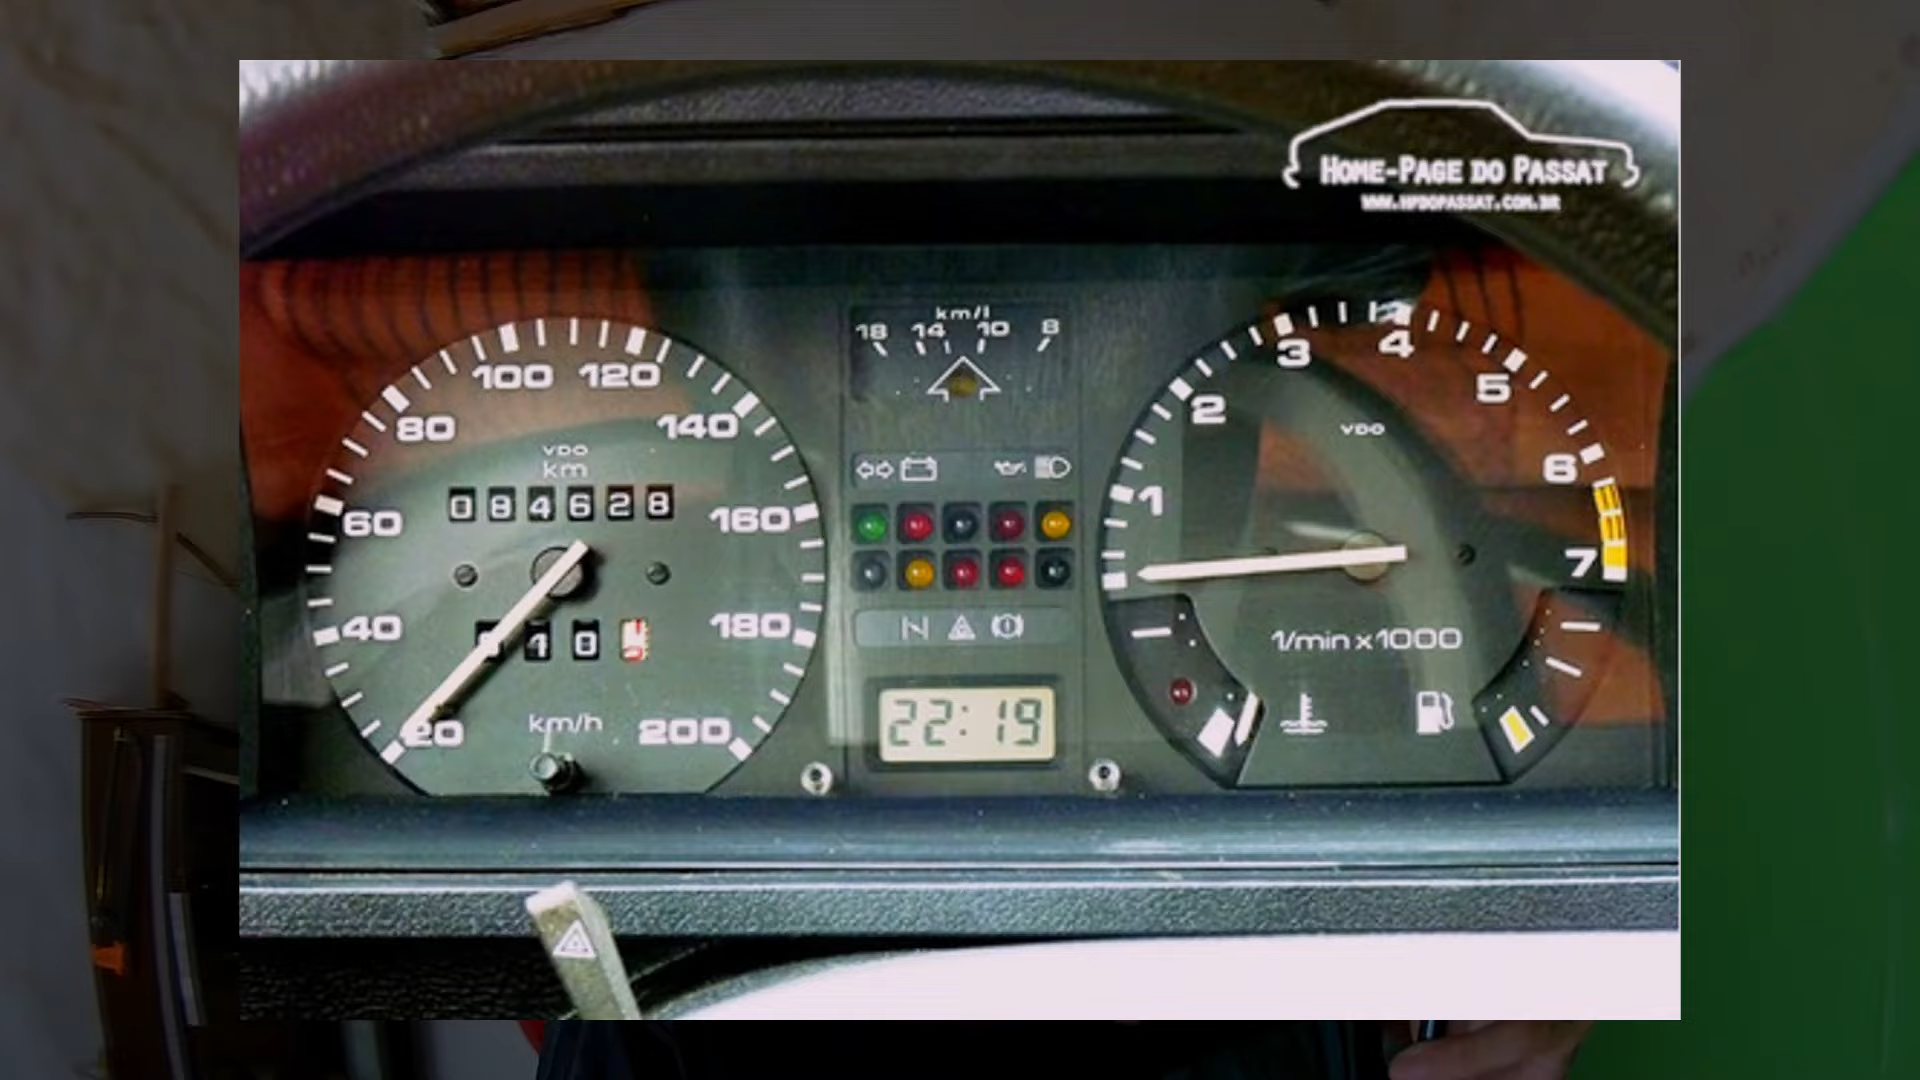 HOME-PAGE DO PASSAT
WWW.HPDOPASSAT.COM.BR
km/l
18 14 10 8
20 40 60 80 100 120 140 160 180 200
VDO
km
094628
km/h
22:19
1 2 3 4 5 6 7
VDO
1/min x1000